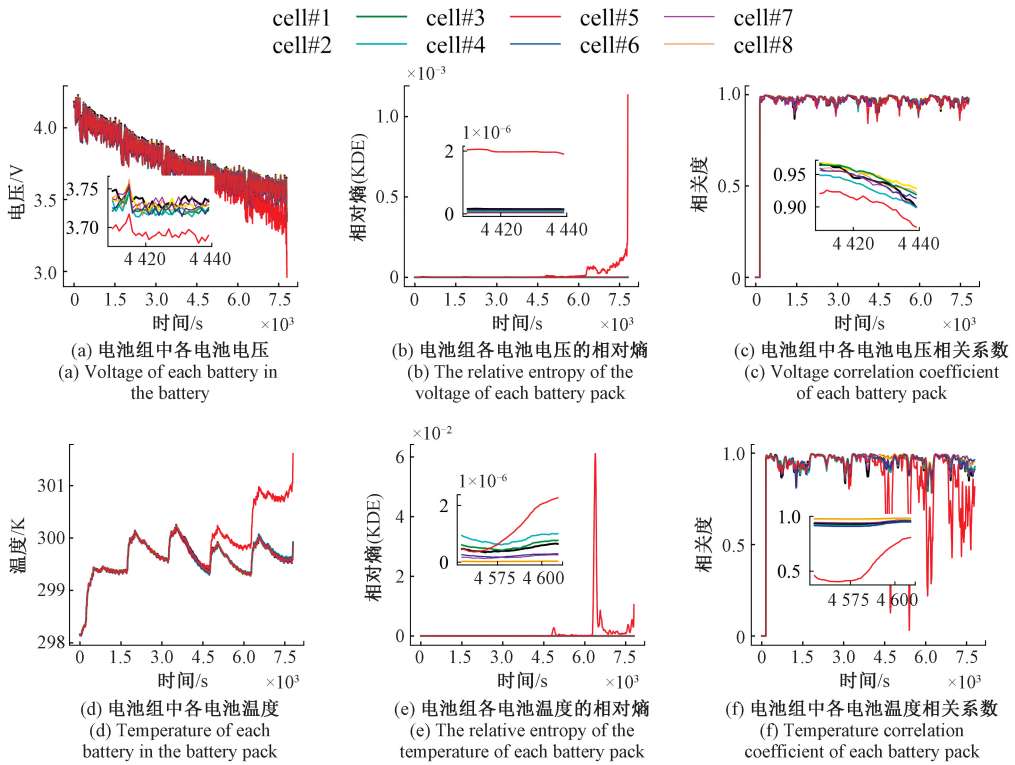 cell#1 cell#3 cell#5 cell#7
cell#2 cell#4 cell#6 cell#8
电压/V
4.0
3.5
3.0
3.75
3.70
4 420 4 440
0 1.5 3.0 4.5 6.0 7.5
时间/s ×10³
(a) 电池组中各电池电压
(a) Voltage of each battery in
the battery
×10⁻³
相对熵(KDE)
1.0
0.5
0
1×10⁻⁶
2
0
4 420 4 440
0 1.5 3.0 4.5 6.0 7.5
时间/s ×10³
(b) 电池组各电池电压的相对熵
(b) The relative entropy of the
voltage of each battery pack
相关度
1.0
0.5
0
0.95
0.90
4 420 4 440
0 1.5 3.0 4.5 6.0 7.5
时间/s ×10³
(c) 电池组中各电池电压相关系数
(c) Voltage correlation coefficient
of each battery pack
温度/K
301
300
299
298
0 1.5 3.0 4.5 6.0 7.5
时间/s ×10³
(d) 电池组中各电池温度
(d) Temperature of each
battery in the battery pack
×10⁻²
相对熵(KDE)
6
4
2
0
1×10⁻⁶
2
0
4 575 4 600
0 1.5 3.0 4.5 6.0 7.5
时间/s ×10³
(e) 电池组各电池温度的相对熵
(e) The relative entropy of the
temperature of each battery pack
相关度
1.0
0.5
0
1.0
0.5
4 575 4 600
0 1.5 3.0 4.5 6.0 7.5
时间/s ×10³
(f) 电池组中各电池温度相关系数
(f) Temperature correlation
coefficient of each battery pack